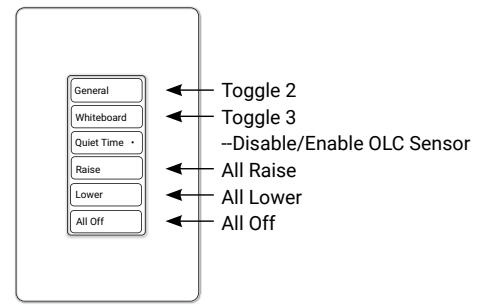 General
Whiteboard
Quiet Time •
Raise
Lower
All Off
Toggle 2
Toggle 3
--Disable/Enable OLC Sensor
All Raise
All Lower
All Off